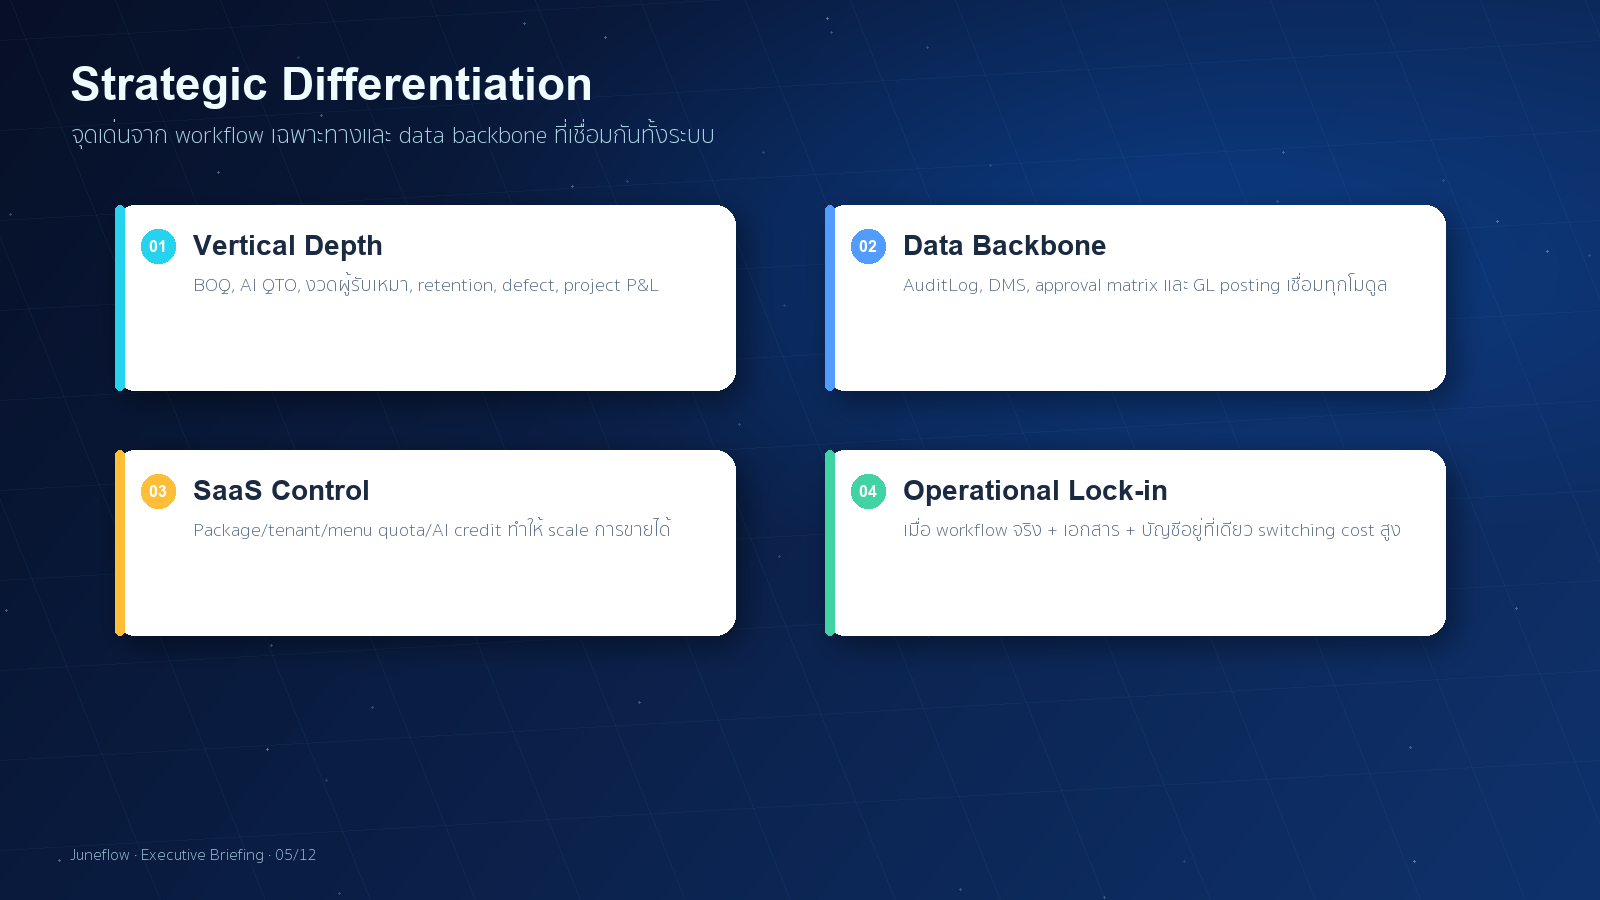 Strategic Differentiation
จุดเด่นจาก workflow เฉพาะทางและ data backbone ที่เชื่อมกันทั้งระบบ
01
Vertical Depth
BOQ, AI QTO, งวดผู้รับเหมา, retention, defect, project P&L
02
Data Backbone
AuditLog, DMS, approval matrix และ GL posting เชื่อมทุกโมดูล
03
SaaS Control
Package/tenant/menu quota/AI credit ทำให้ scale การขายได้
04
Operational Lock-in
เมื่อ workflow จริง + เอกสาร + บัญชีอยู่ที่เดียว switching cost สูง
Juneflow · Executive Briefing · 05/12